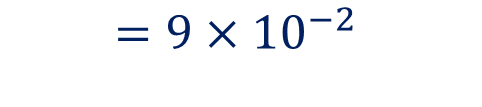 = 9 × 10⁻²